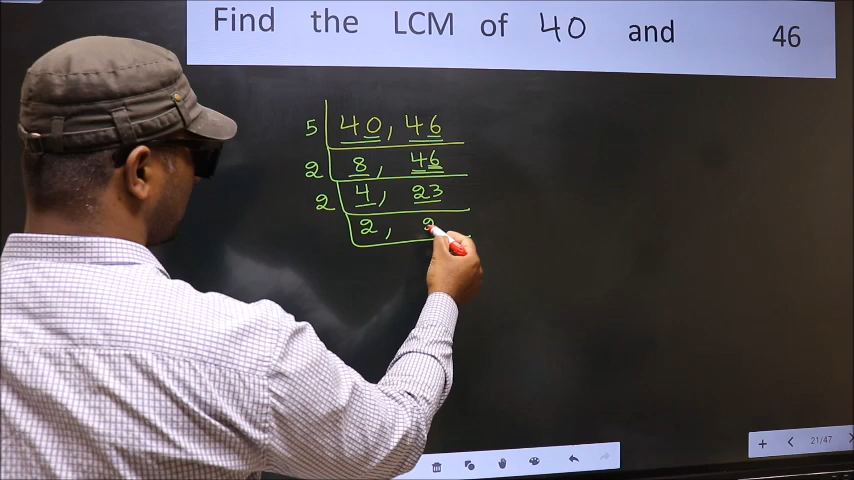 Find the LCM of 40 and 46
5 40, 46
2 8, 46
2 4, 23
2, 2
+ < 21/47 >